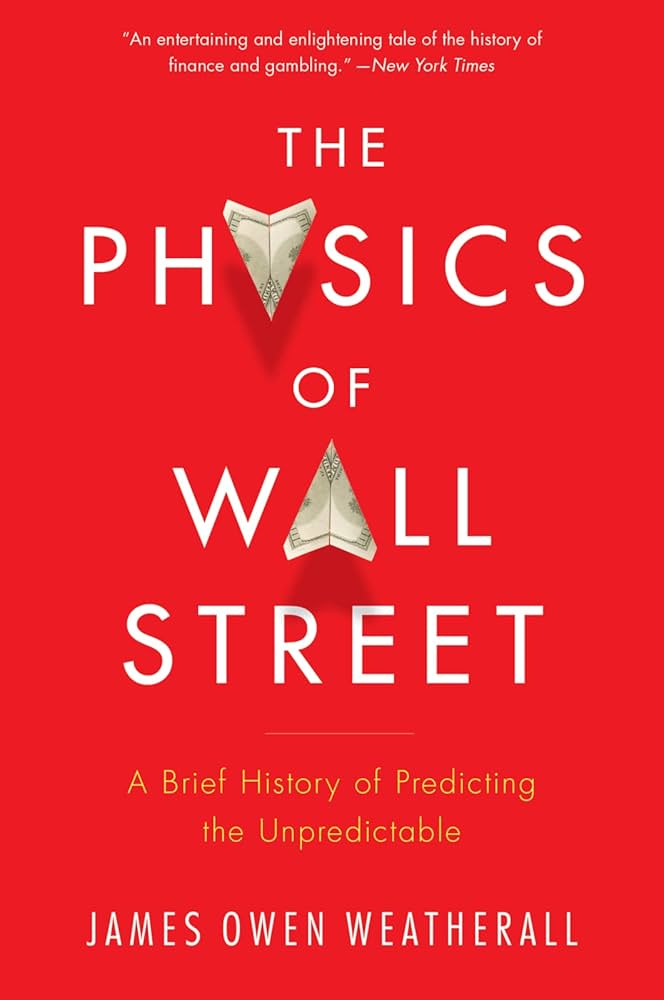 “An entertaining and enlightening tale of the history of
finance and gambling.” —New York Times
THE
PHYSICS
OF
WALL
STREET
A Brief History of Predicting
the Unpredictable
JAMES OWEN WEATHERALL